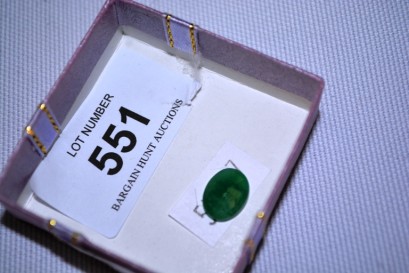 LOT NUMBER
551
BARGAIN HUNT AUCTIONS